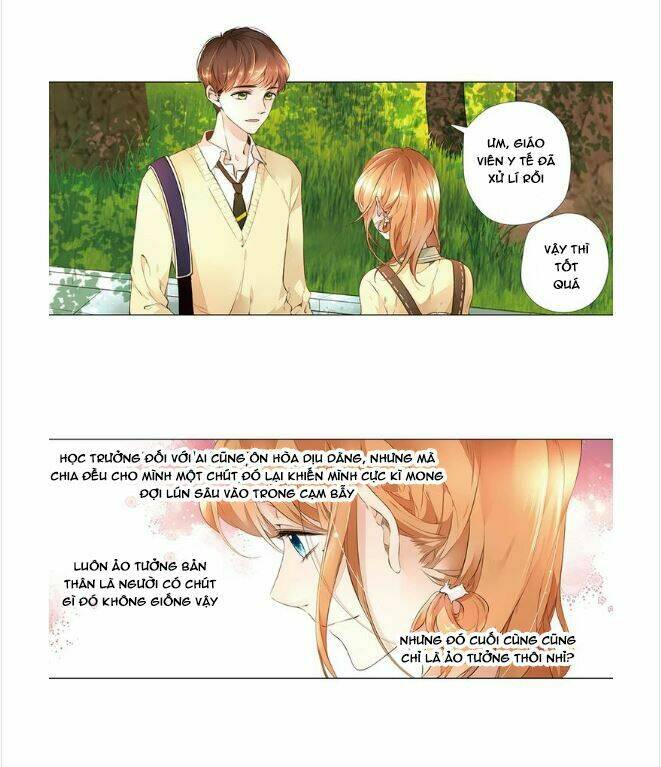 ƯM, GIÁO
VIÊN Y TẾ ĐÃ
XỬ LÍ RỒI
VẬY THÌ
TỐT
QUÁ
HỌC TRƯỞNG ĐỐI VỚI AI CŨNG ÔN HÒA DỊU DÀNG, NHƯNG MÀ
CHIA ĐỀU CHO MÌNH MỘT CHÚT ĐÓ LẠI KHIẾN MÌNH CỰC KÌ MONG
ĐỢI LÚN SÂU VÀO TRONG CẠM BẪY
LUÔN ẢO TƯỞNG BẢN
THÂN LÀ NGƯỜI CÓ CHÚT
GÌ ĐÓ KHÔNG GIỐNG VẬY
NHƯNG ĐÓ CUỐI CÙNG CŨNG
CHỈ LÀ ẢO TƯỞNG THÔI NHỈ?